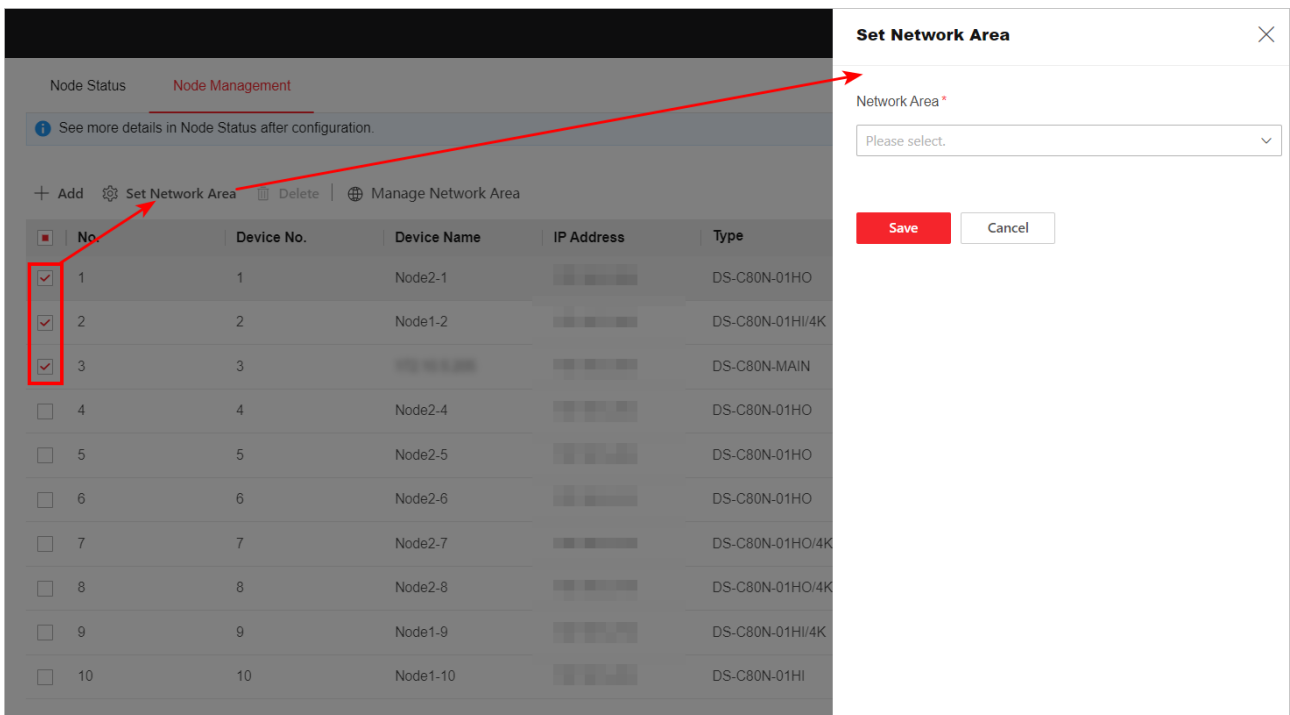 Set Network Area
Node Status Node Management
Network Area *
See more details in Node Status after configuration.
Please select.
Add Set Network Area Delete Manage Network Area
Save Cancel
No. Device No. Device Name IP Address Type
1 1 Node2-1 DS-C80N-01HO
2 2 Node1-2 DS-C80N-01HI/4K
3 3 DS-C80N-MAIN
4 4 Node2-4 DS-C80N-01HO
5 5 Node2-5 DS-C80N-01HO
6 6 Node2-6 DS-C80N-01HO
7 7 Node2-7 DS-C80N-01HO/4K
8 8 Node2-8 DS-C80N-01HO/4K
9 9 Node1-9 DS-C80N-01HI/4K
10 10 Node1-10 DS-C80N-01HI